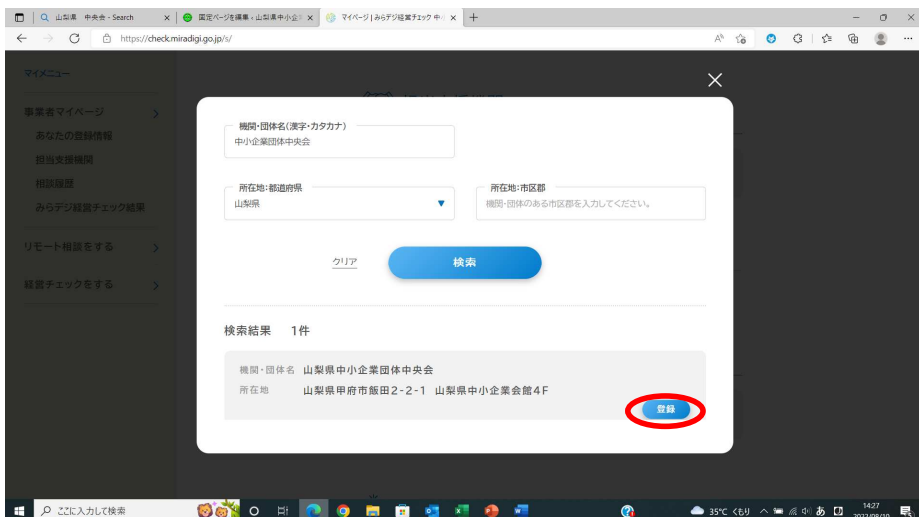 山梨県 中央会 - Search
固定ページを編集 ‹ 山梨県中小企
マイページ | みらデジ経営チェック 中
https://check.miradigi.go.jp/s/
マイメニュー
事業者マイページ
あなたの登録情報
担当支援機関
相談履歴
みらデジ経営チェック結果
リモート相談をする
経営チェックをする
機関・団体名(漢字・カタカナ)
中小企業団体中央会
所在地:都道府県
山梨県
所在地:市区郡
機関・団体のある市区郡を入力してください。
クリア
検索
検索結果 1件
機関・団体名 山梨県中小企業団体中央会
所在地 山梨県甲府市飯田2-2-1 山梨県中小企業会館4F
登録
ここに入力して検索
35°C くもり
あ
14:27
2022/08/10